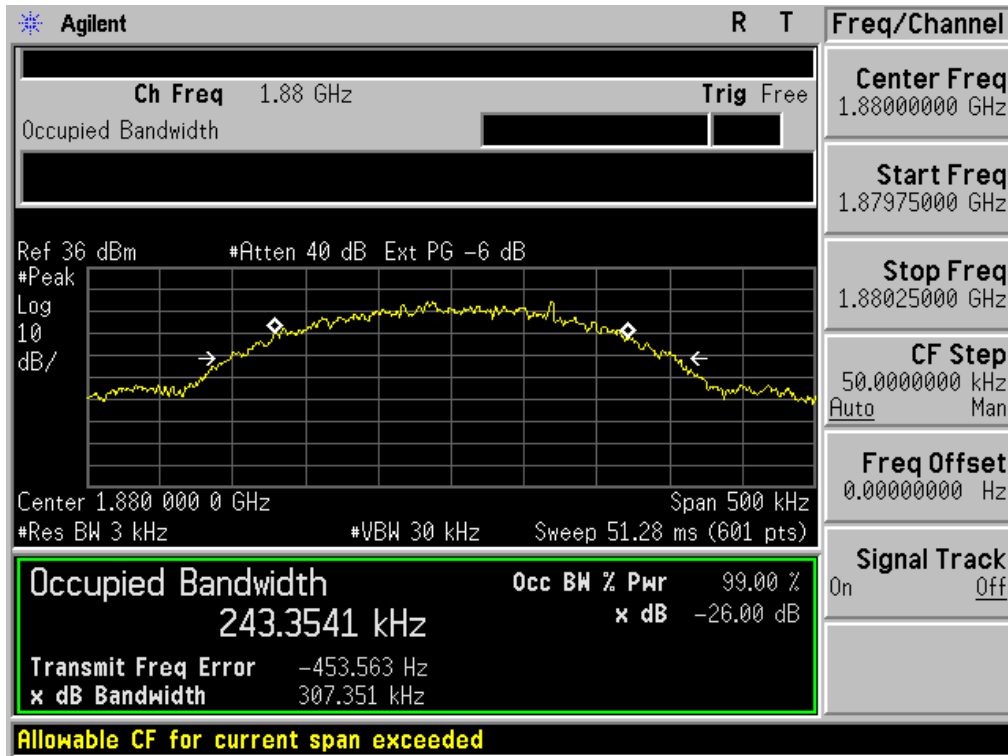 Agilent R T
Ch Freq 1.88 GHz Trig Free
Occupied Bandwidth
Ref 36 dBm #Atten 40 dB Ext PG -6 dB
#Peak
Log
10
dB/
Center 1.880 000 0 GHz Span 500 kHz
#Res BW 3 kHz #VBW 30 kHz Sweep 51.28 ms (601 pts)
Occupied Bandwidth
243.3541 kHz
Occ BW % Pwr 99.00 %
x dB -26.00 dB
Transmit Freq Error -453.563 Hz
x dB Bandwidth 307.351 kHz
Allowable CF for current span exceeded
Freq/Channel
Center Freq
1.88000000 GHz
Start Freq
1.87975000 GHz
Stop Freq
1.88025000 GHz
CF Step
50.0000000 kHz
Auto Man
Freq Offset
0.00000000 Hz
Signal Track
On Off